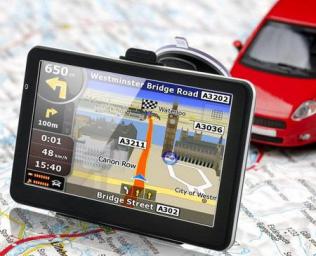 650 m
Westminster Bridge Road
A3202
A3036
Waterloo
100m
A3211
0:01
48 km/h
Canon Row
15:40
City of Westm
Bridge Street
A302